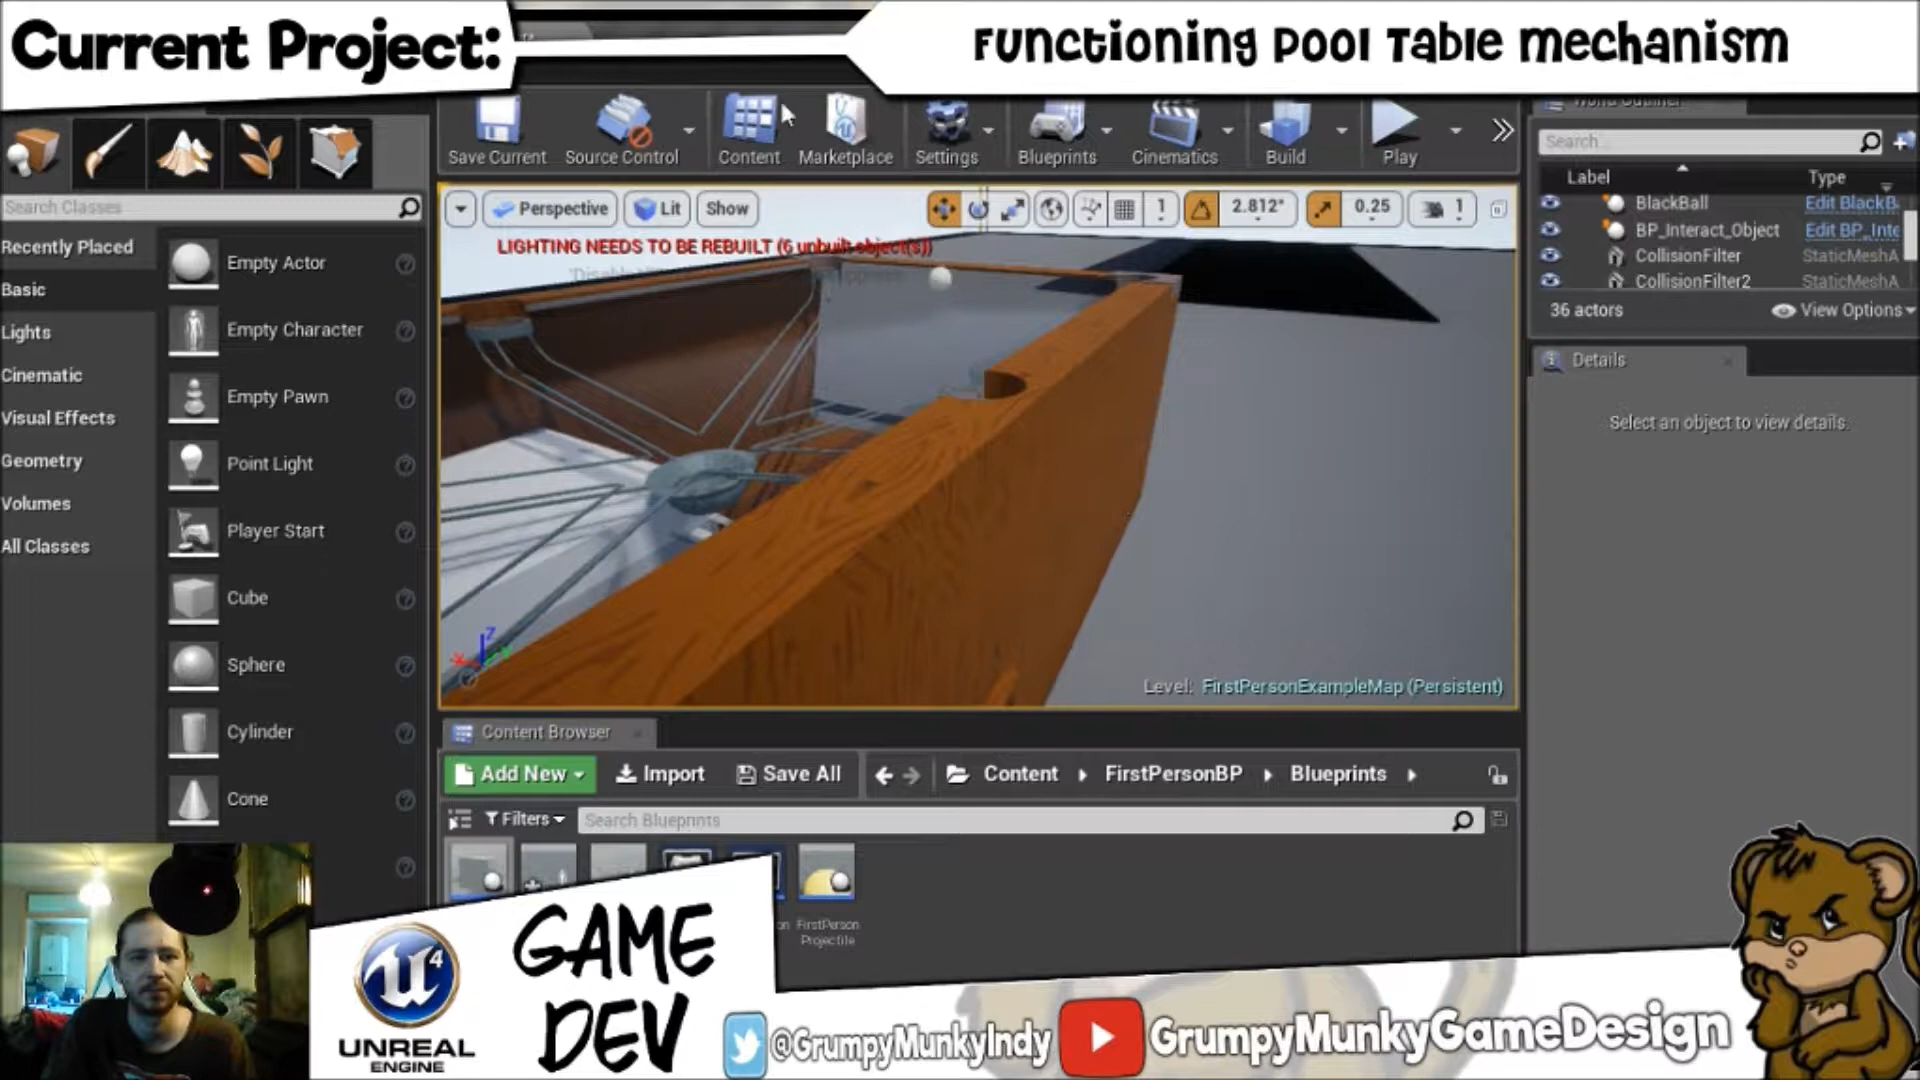 Current Project:
Functioning Pool Table mechanism
Save Current
Source Control
Content
Marketplace
Settings
Blueprints
Cinematics
Build
Play
World Outliner
Search Classes
Search...
Label
Type
Recently Placed
Basic
Lights
Cinematic
Visual Effects
Geometry
Volumes
All Classes
Empty Actor
Empty Character
Empty Pawn
Point Light
Player Start
Cube
Sphere
Cylinder
Cone
Perspective
Lit
Show
1
2.812°
0.25
1
LIGHTING NEEDS TO BE REBUILT (6 unbuilt object(s))
Level: FirstPersonExampleMap (Persistent)
BlackBall Edit BlackB
BP_Interact_Object Edit BP_Inte
CollisionFilter StaticMeshA
CollisionFilter2 StaticMeshA
36 actors
View Options
Details
Select an object to view details.
Content Browser
Add New
Import
Save All
Content
FirstPersonBP
Blueprints
Filters
Search Blueprints
FirstPerson
Projectile
UNREAL
ENGINE
GAME
DEV
@GrumpyMunkyIndy
GrumpyMunkyGameDesign